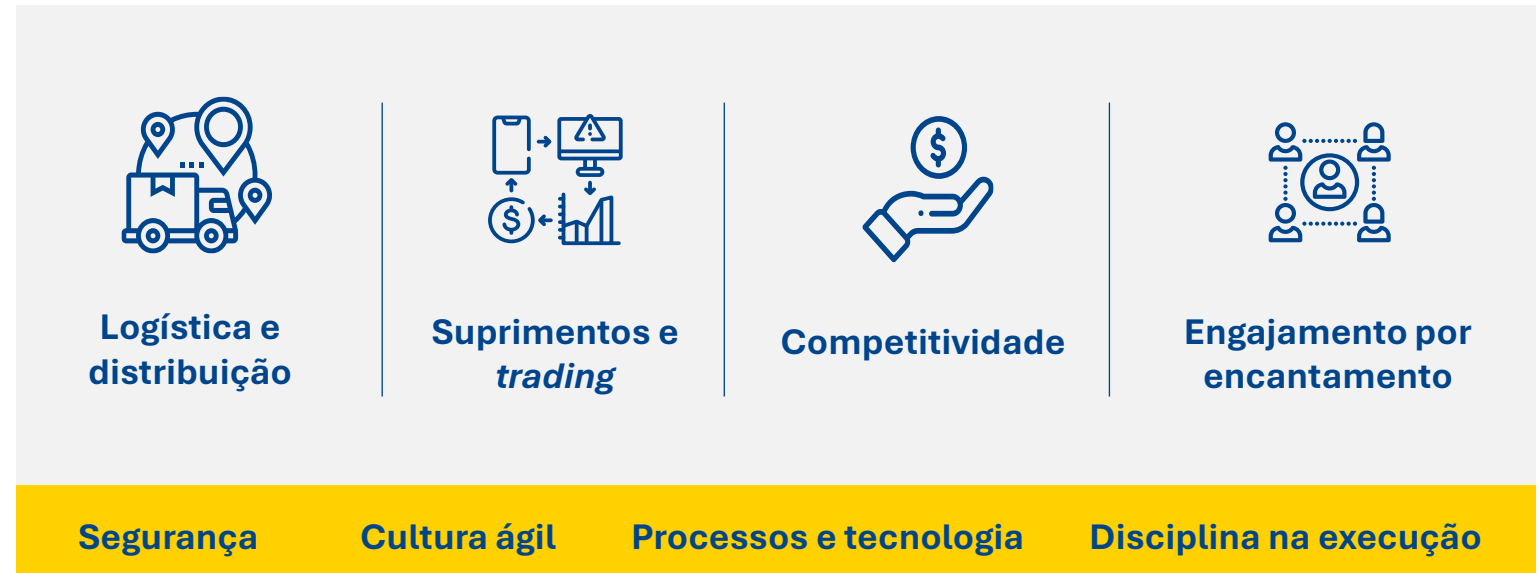 Logística e
distribuição
Suprimentos e
trading
Competitividade
Engajamento por
encantamento
Segurança
Cultura ágil
Processos e tecnologia
Disciplina na execução